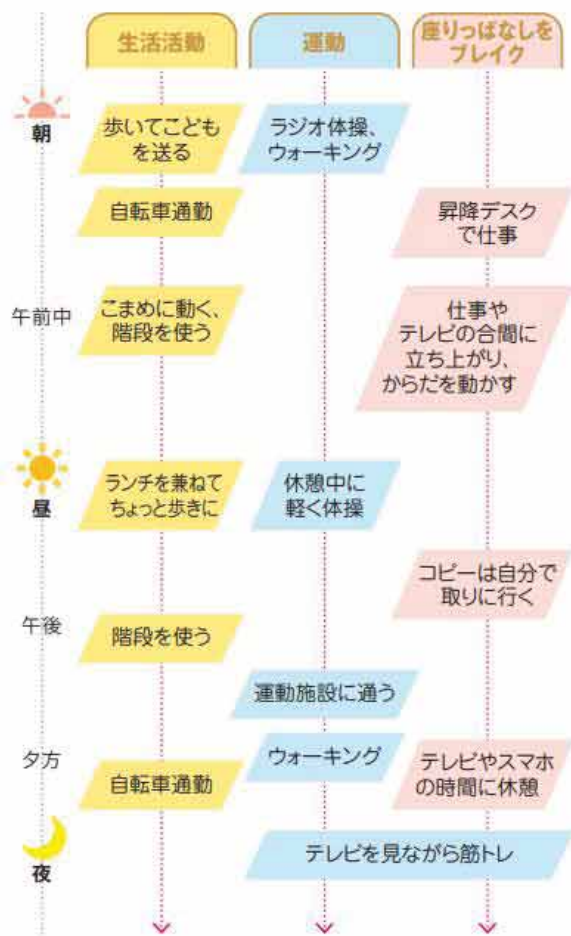 生活活動
運動
座りっぱなしを
ブレイク
朝
歩いてこども
を送る
ラジオ体操、
ウォーキング
自転車通勤
昇降デスク
で仕事
午前中
こまめに動く、
階段を使う
仕事や
テレビの合間に
立ち上がり、
からだを動かす
昼
ランチを兼ねて
ちょっと歩きに
休憩中に
軽く体操
コピーは自分で
取りに行く
午後
階段を使う
運動施設に通う
夕方
自転車通勤
ウォーキング
テレビやスマホ
の時間に休憩
夜
テレビを見ながら筋トレ